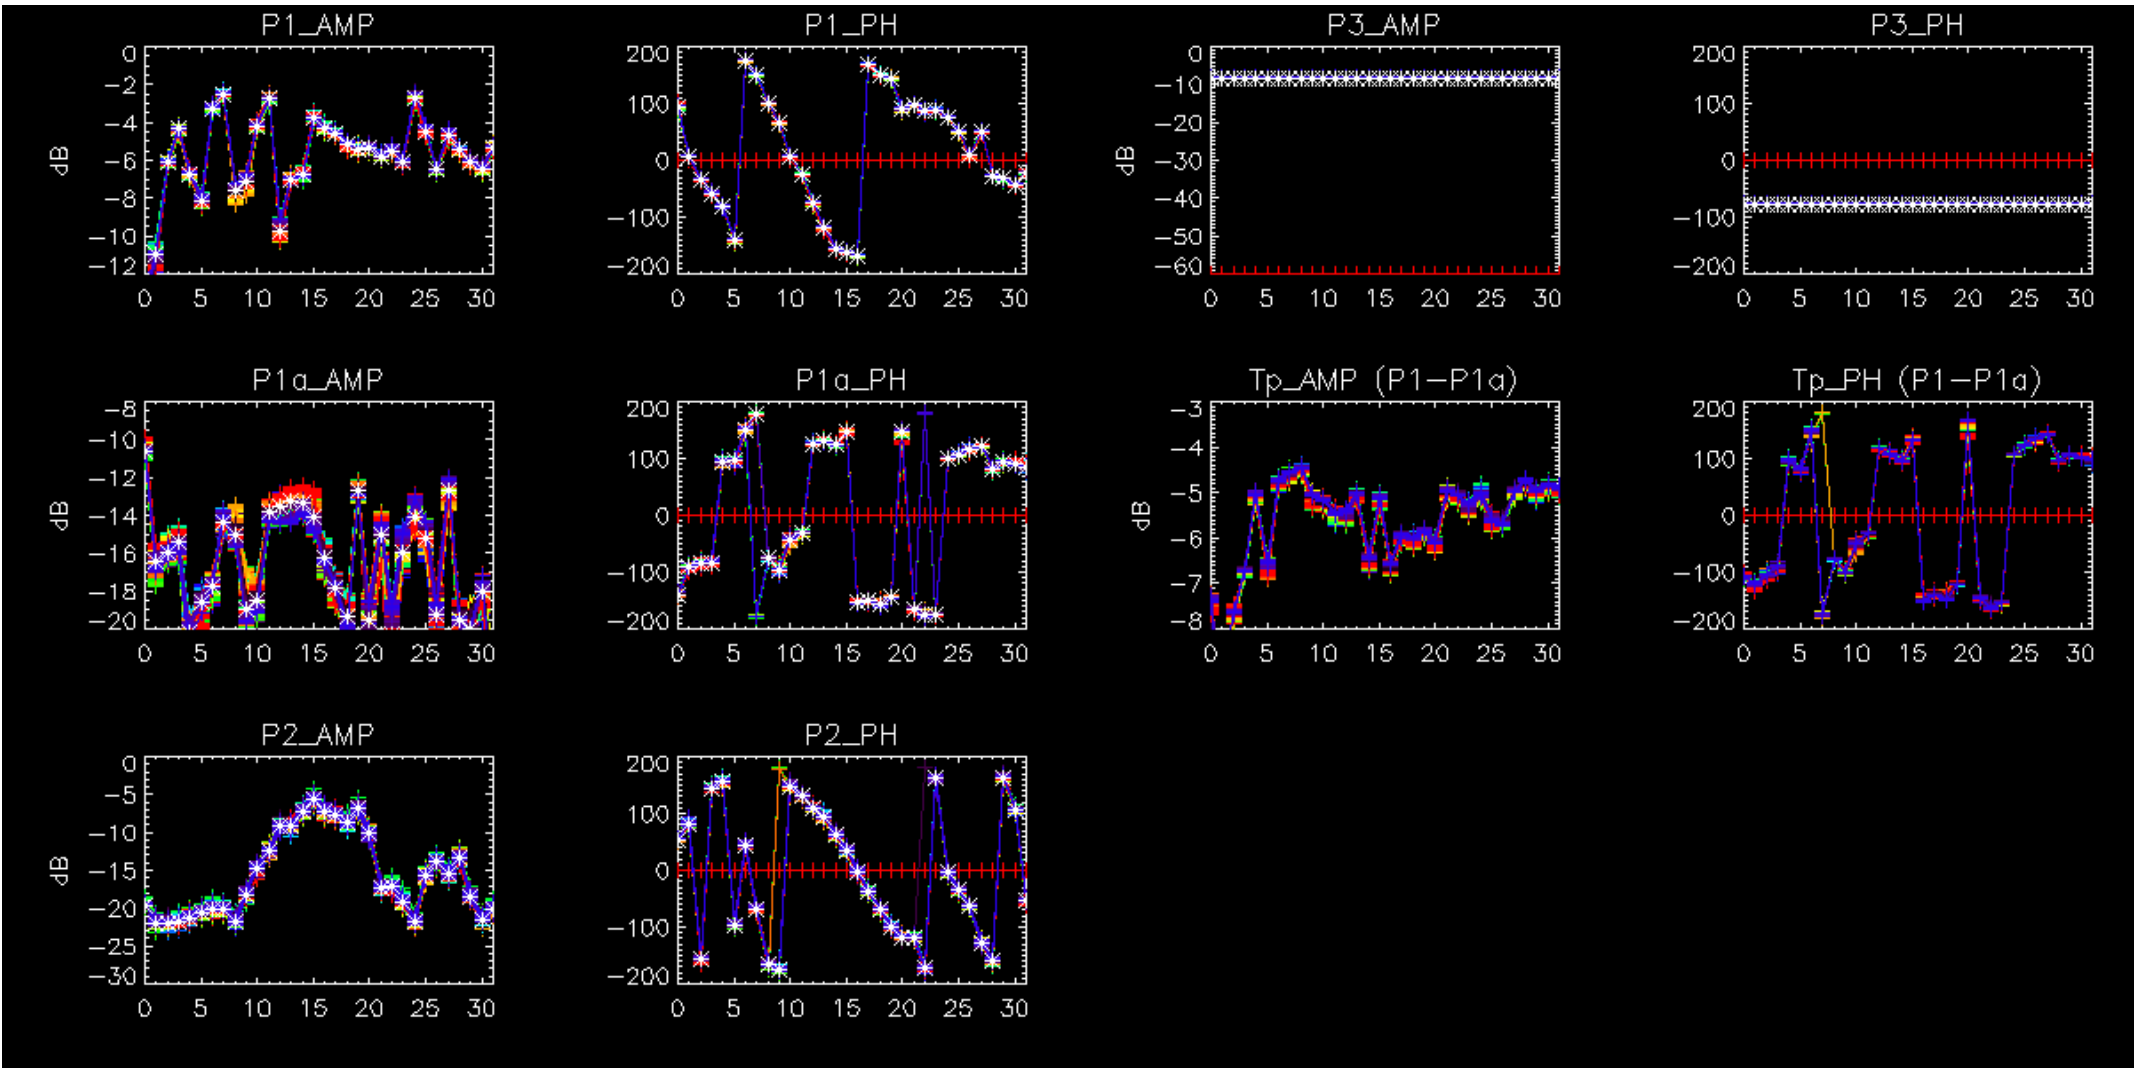 P1_AMP
P1_PH
P3_AMP
P3_PH
0
-2
-4
-6
-8
-10
-12
dB
0 5 10 15 20 25 30
200
100
0
-100
-200
0 5 10 15 20 25 30
0
-10
-20
-30
-40
-50
-60
dB
0 5 10 15 20 25 30
200
100
0
-100
-200
0 5 10 15 20 25 30
P1a_AMP
P1a_PH
Tp_AMP (P1-P1a)
Tp_PH (P1-P1a)
-8
-10
-12
-14
-16
-18
-20
dB
0 5 10 15 20 25 30
200
100
0
-100
-200
0 5 10 15 20 25 30
-3
-4
-5
-6
-7
-8
dB
0 5 10 15 20 25 30
200
100
0
-100
-200
0 5 10 15 20 25 30
P2_AMP
P2_PH
0
-5
-10
-15
-20
-25
-30
dB
0 5 10 15 20 25 30
200
100
0
-100
-200
0 5 10 15 20 25 30